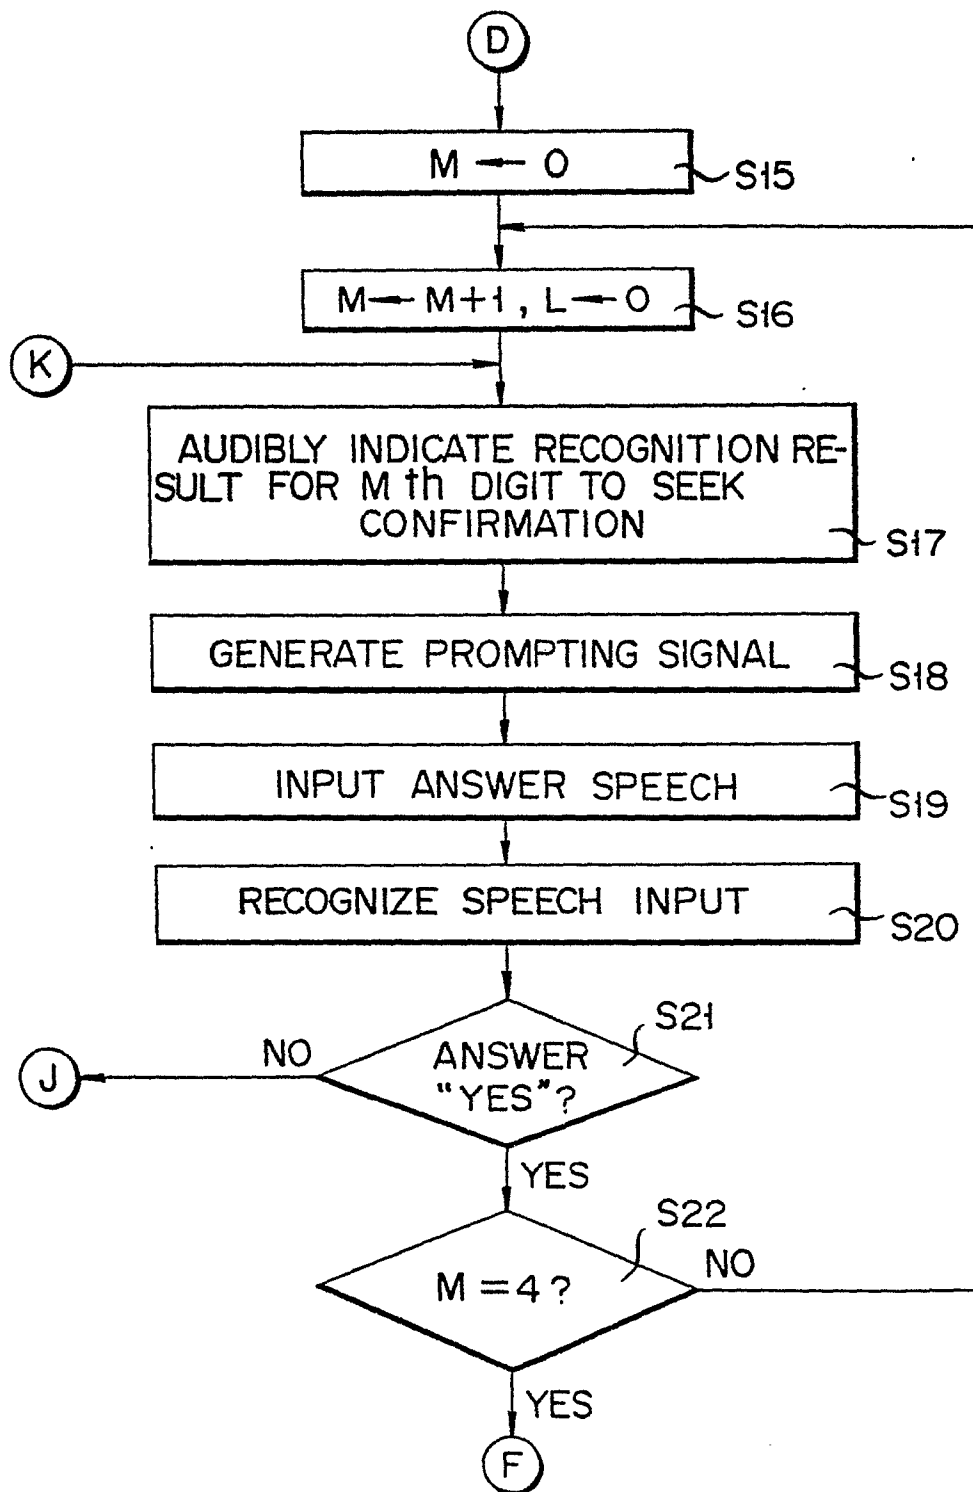 D
M ← 0
S15
M ← M+1, L ← 0
S16
K
AUDIBLY INDICATE RECOGNITION RE-
SULT FOR M th DIGIT TO SEEK
CONFIRMATION
S17
GENERATE PROMPTING SIGNAL
S18
INPUT ANSWER SPEECH
S19
RECOGNIZE SPEECH INPUT
S20
S21
NO
ANSWER
"YES"?
J
YES
S22
M = 4 ?
NO
YES
F